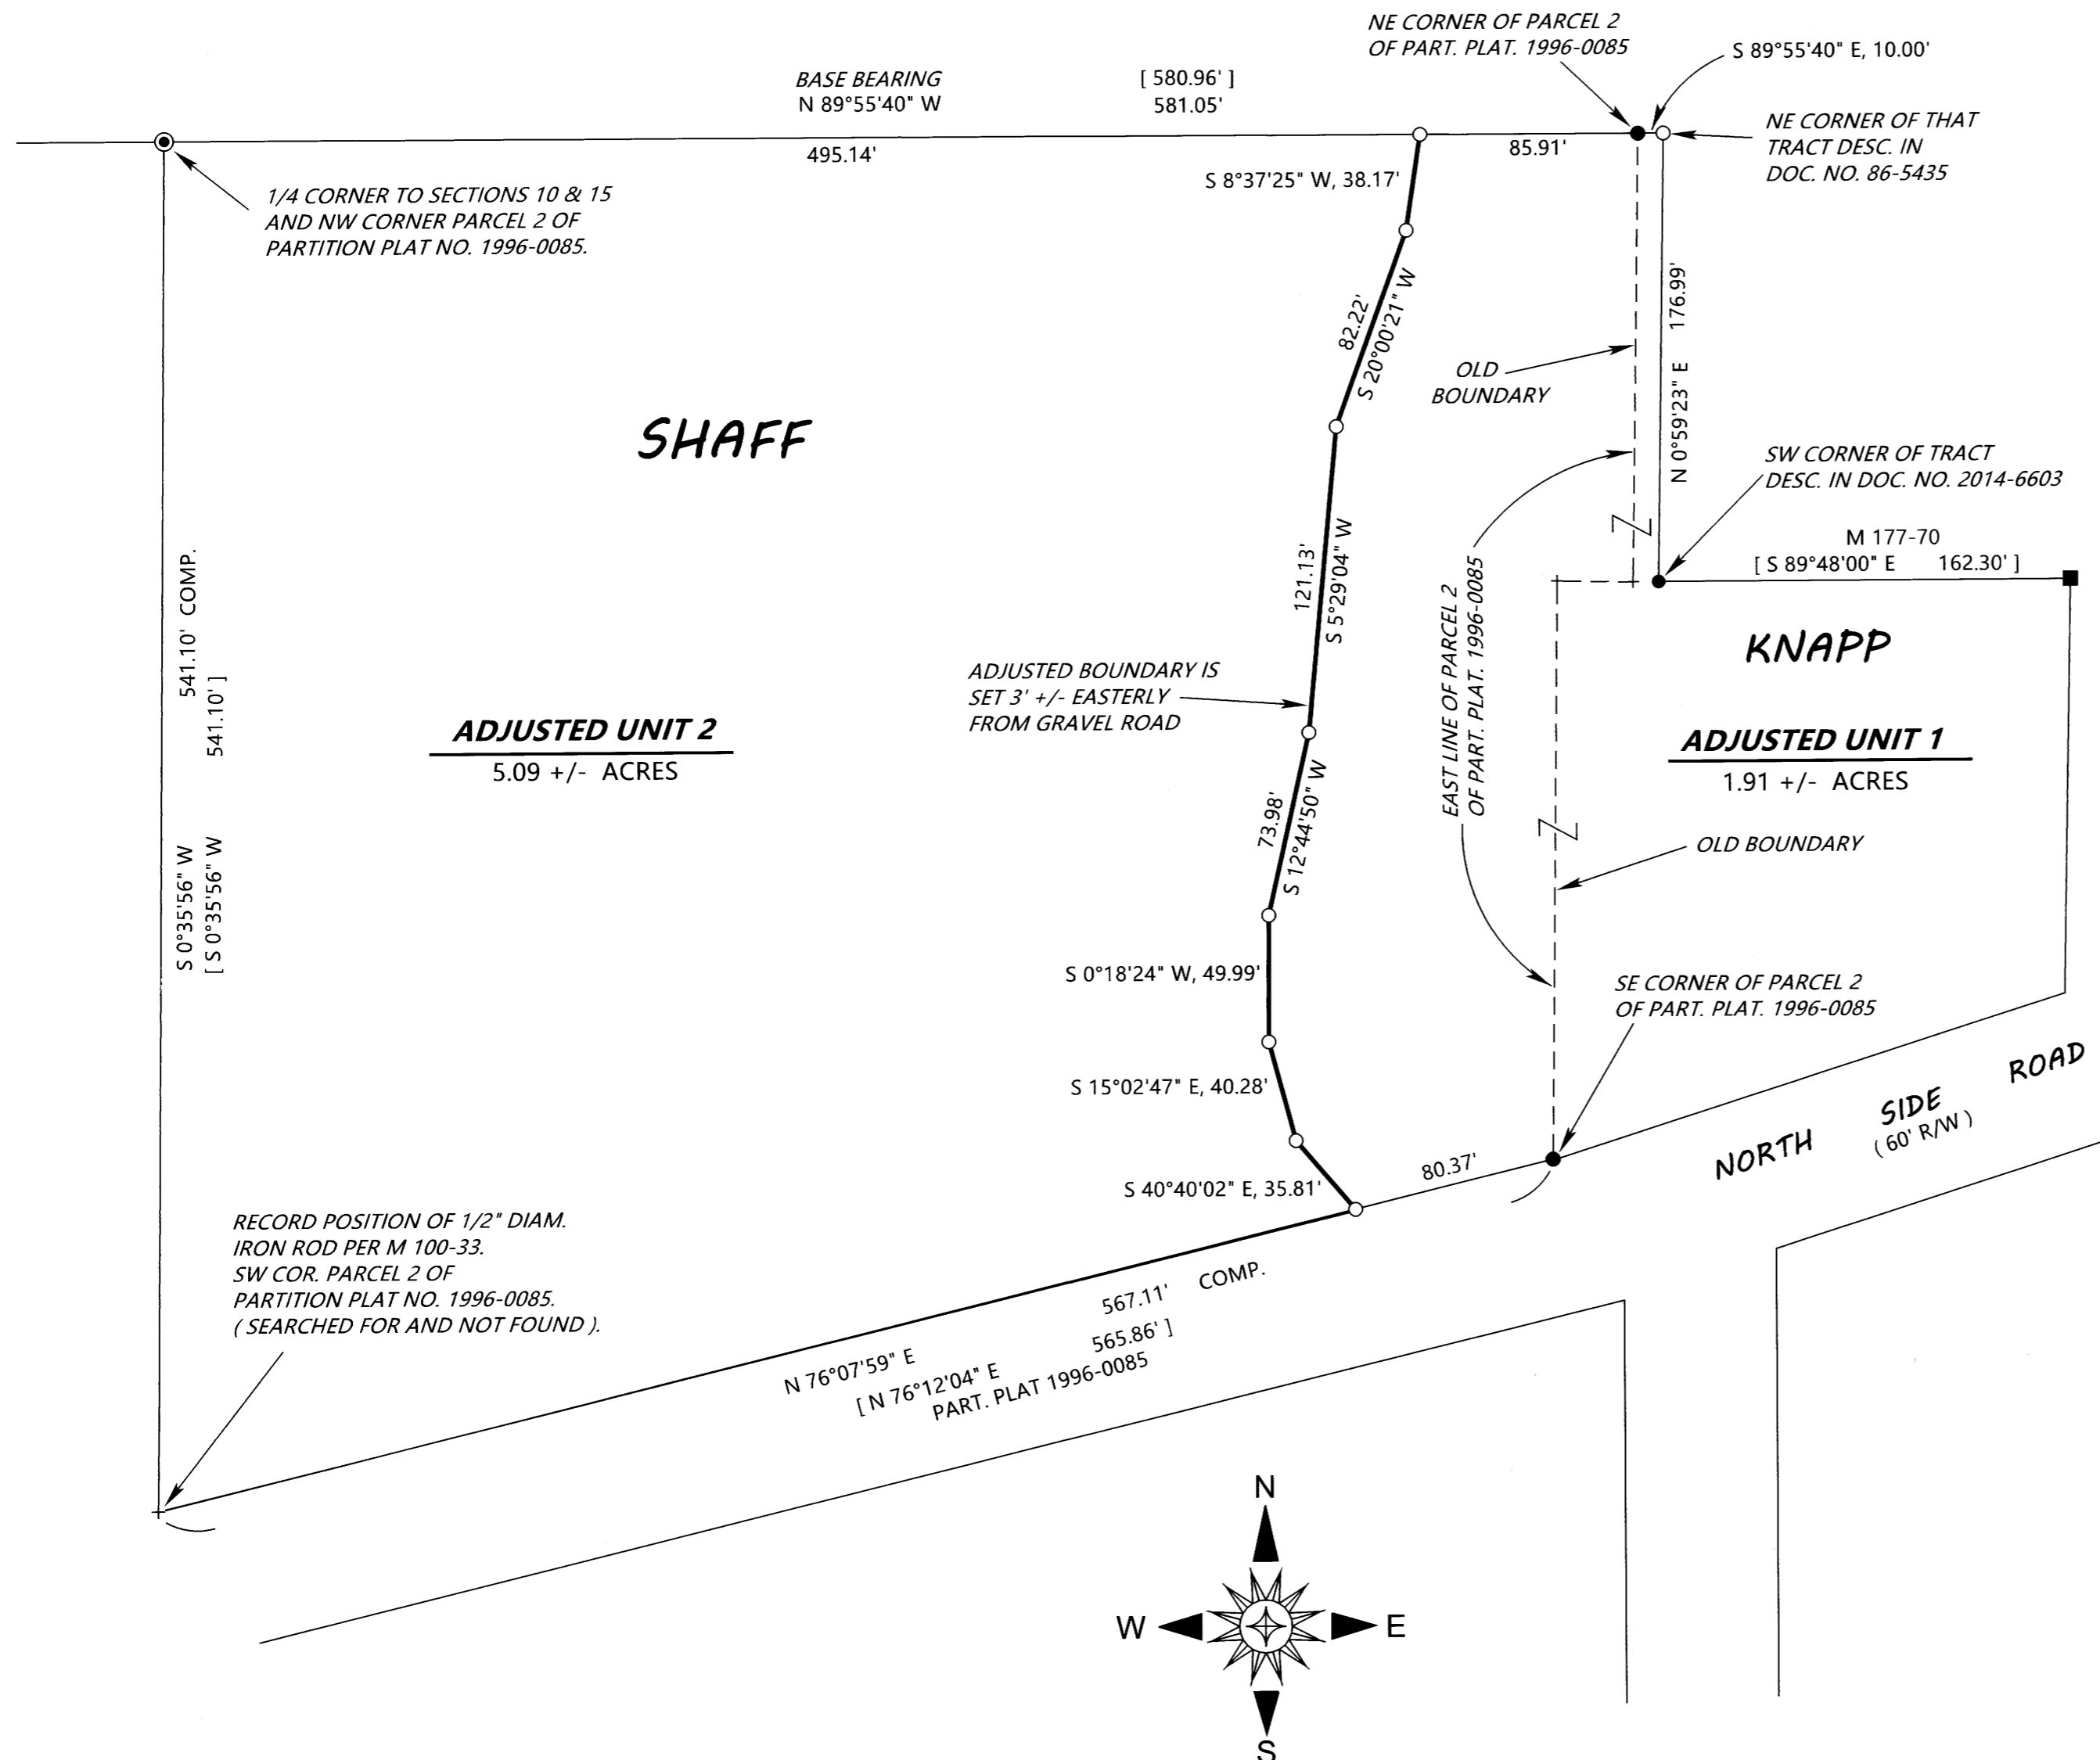 NE CORNER OF PARCEL 2
OF PART. PLAT. 1996-0085
S 89°55'40" E, 10.00'
BASE BEARING
N 89°55'40" W
[ 580.96' ]
581.05'
495.14'
85.91'
NE CORNER OF THAT
TRACT DESC. IN
DOC. NO. 86-5435
1/4 CORNER TO SECTIONS 10 & 15
AND NW CORNER PARCEL 2 OF
PARTITION PLAT NO. 1996-0085.
S 8°37'25" W, 38.17'
82.22'
S 20°00'21" W
OLD
BOUNDARY
176.99'
N 0°59'23" E
SHAFF
SW CORNER OF TRACT
DESC. IN DOC. NO. 2014-6603
M 177-70
[ S 89°48'00" E 162.30' ]
121.13'
S 5°29'04" W
EAST LINE OF PARCEL 2
OF PART. PLAT. 1996-0085
KNAPP
541.10' COMP.
541.10' ]
S 0°35'56" W
[ S 0°35'56" W
ADJUSTED BOUNDARY IS
SET 3' +/- EASTERLY
FROM GRAVEL ROAD
ADJUSTED UNIT 2
5.09 +/- ACRES
ADJUSTED UNIT 1
1.91 +/- ACRES
73.98'
S 12°44'50" W
OLD BOUNDARY
S 0°18'24" W, 49.99'
SE CORNER OF PARCEL 2
OF PART. PLAT. 1996-0085
S 15°02'47" E, 40.28'
NORTH SIDE ROAD
( 60' R/W )
80.37'
S 40°40'02" E, 35.81'
RECORD POSITION OF 1/2" DIAM.
IRON ROD PER M 100-33.
SW COR. PARCEL 2 OF
PARTITION PLAT NO. 1996-0085.
( SEARCHED FOR AND NOT FOUND ).
N 76°07'59" E 567.11' COMP.
[ N 76°12'04" E 565.86' ]
PART. PLAT 1996-0085
N
W
E
S